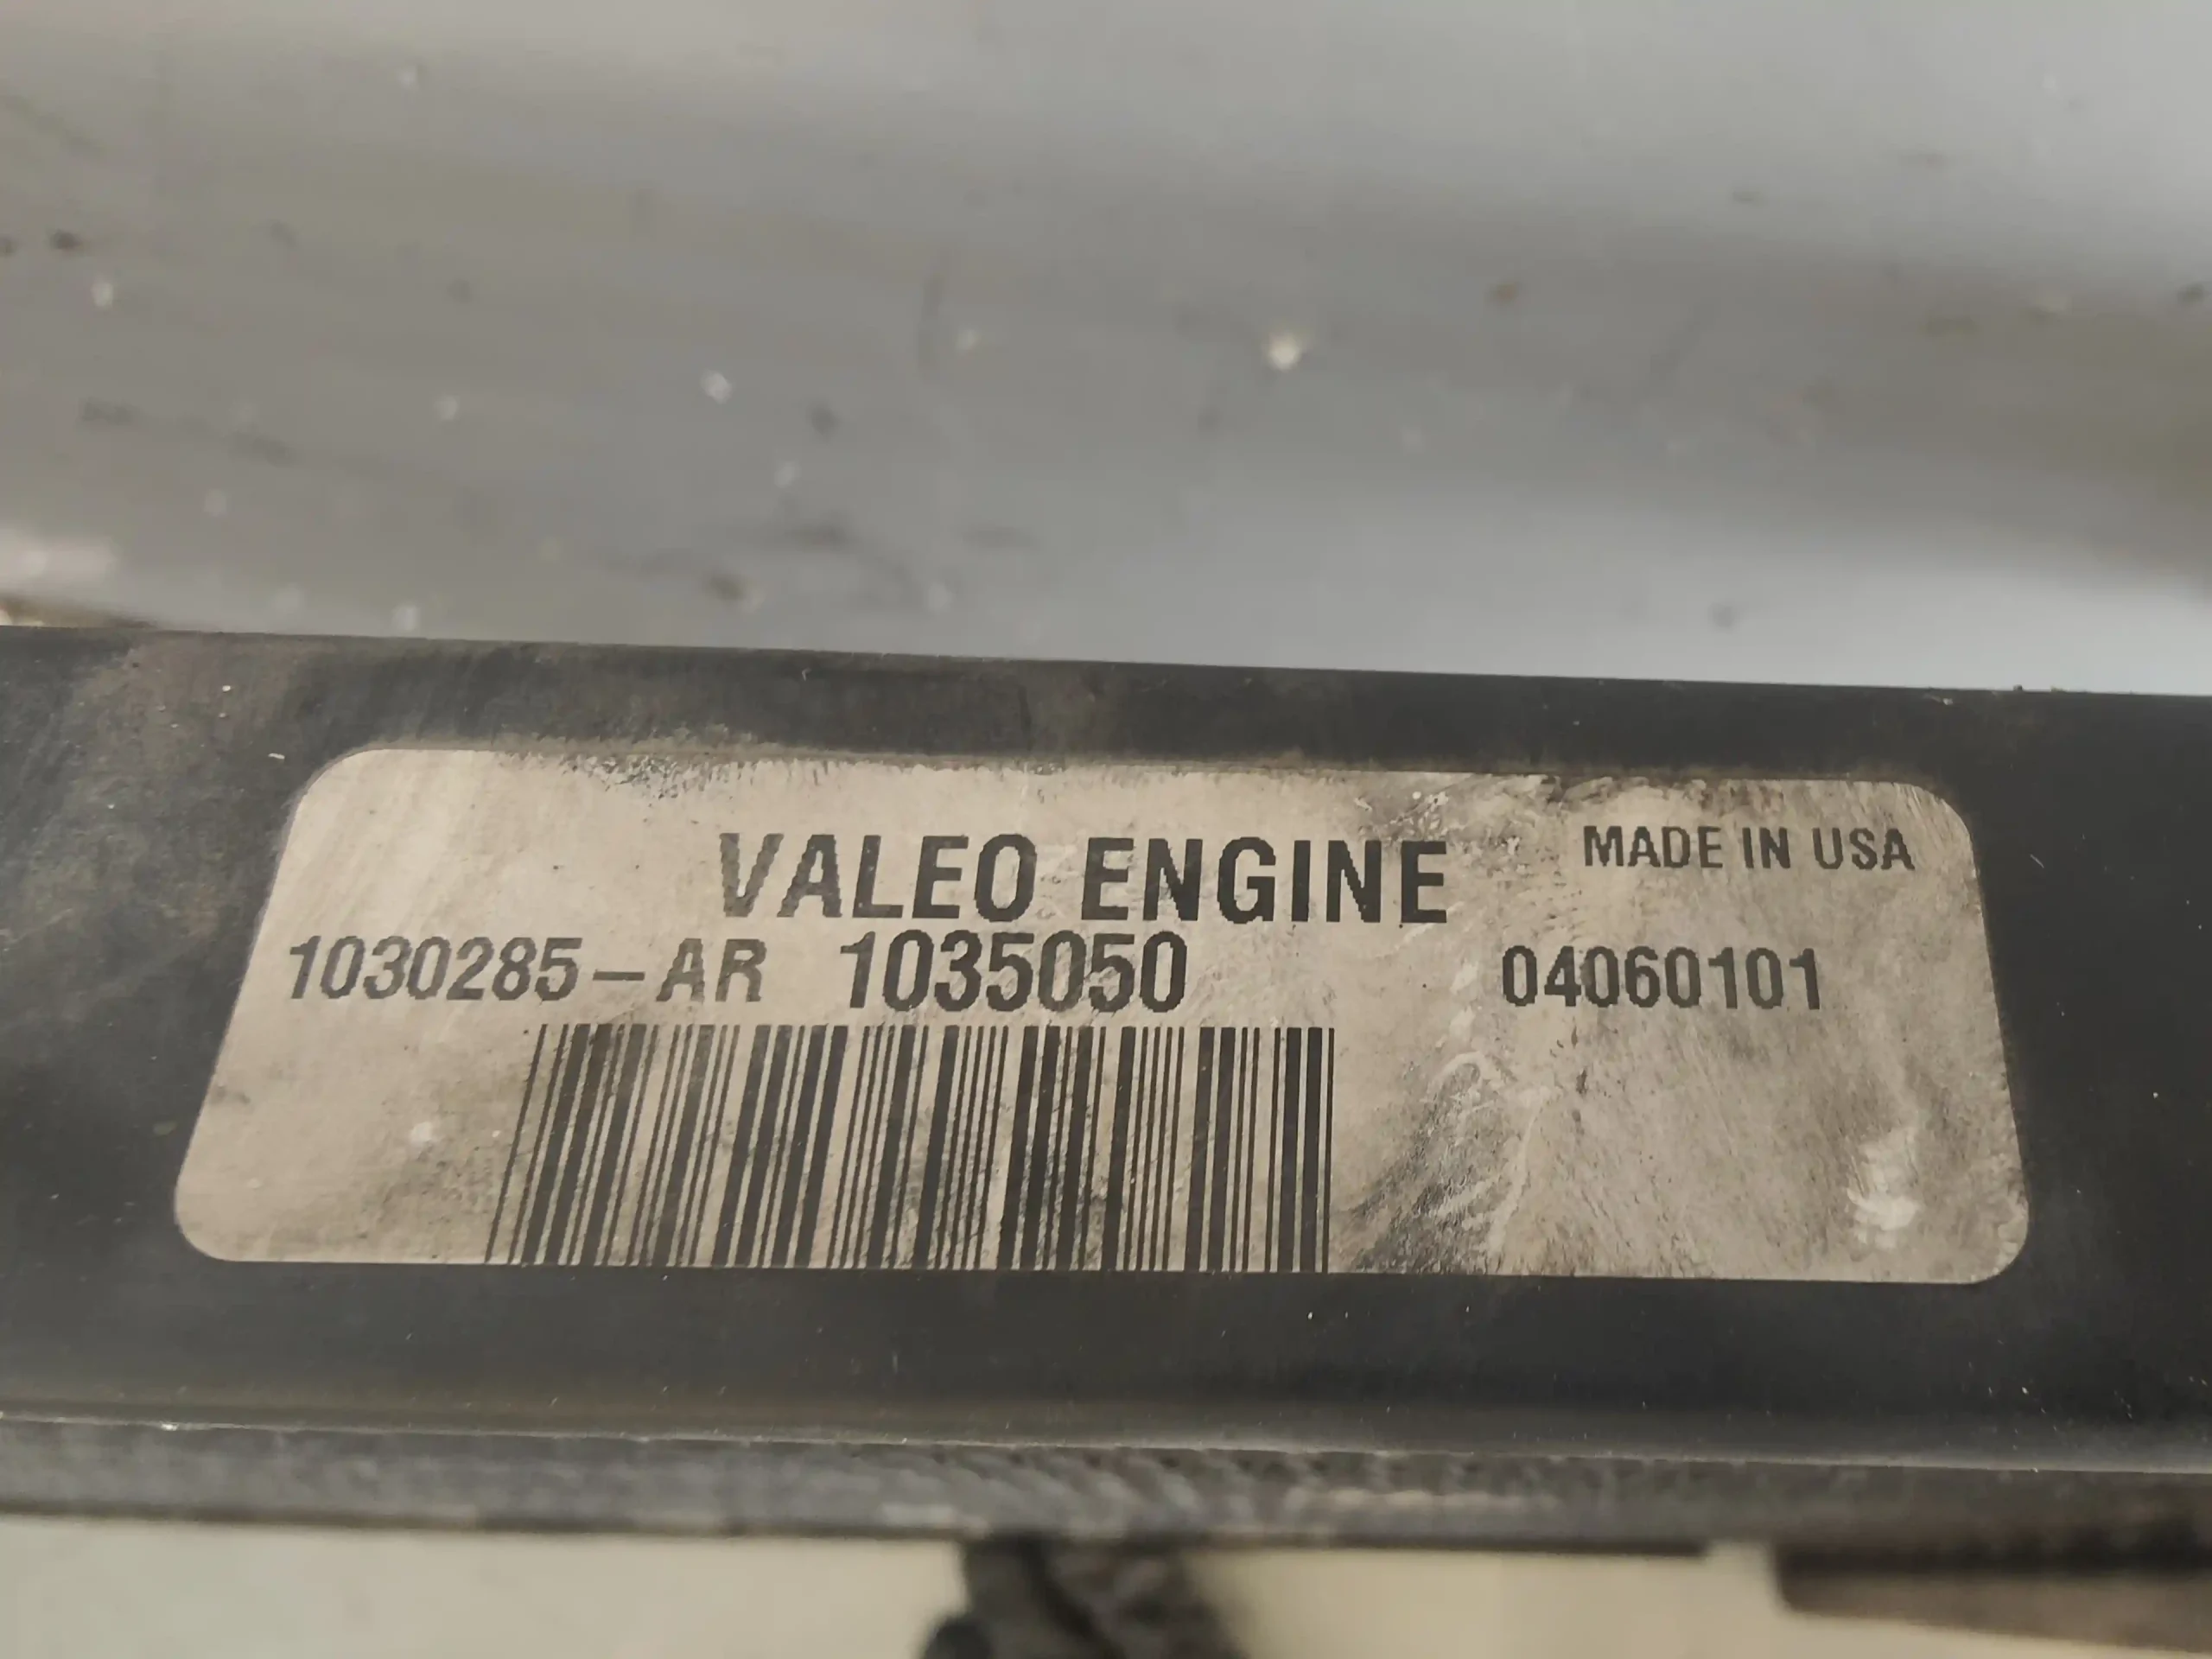 VALEO ENGINE MADE IN USA
1030285-AR 1035050 04060101